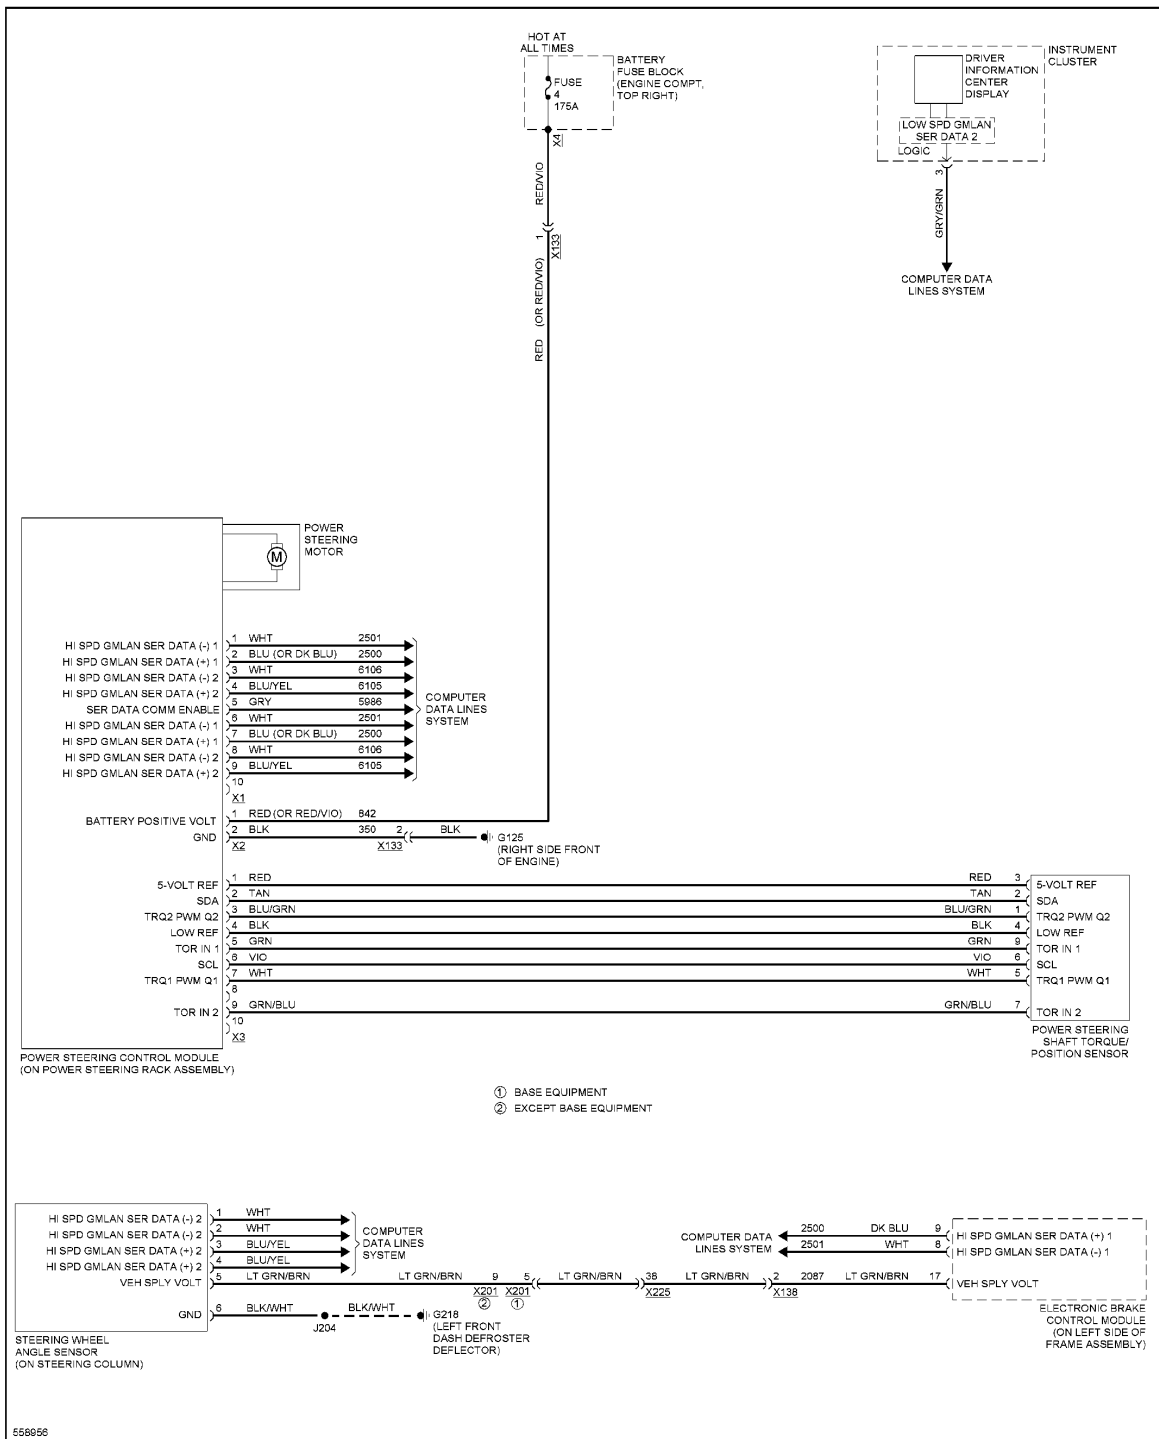 HOT AT
ALL TIMES
BATTERY
FUSE BLOCK
(ENGINE COMPT,
TOP RIGHT)
FUSE
4
175A
X4
RED/VIO
1
X133
RED (OR RED/VIO)
INSTRUMENT
CLUSTER
DRIVER
INFORMATION
CENTER
DISPLAY
LOW SPD GMLAN
SER DATA 2
LOGIC
3
GRY/GRN
COMPUTER DATA
LINES SYSTEM
POWER
STEERING
MOTOR
M
HI SPD GMLAN SER DATA (-) 1 1 WHT 2501
HI SPD GMLAN SER DATA (+) 1 2 BLU (OR DK BLU) 2500
HI SPD GMLAN SER DATA (-) 2 3 WHT 6106
HI SPD GMLAN SER DATA (+) 2 4 BLU/YEL 6105
SER DATA COMM ENABLE 5 GRY 5986
HI SPD GMLAN SER DATA (-) 1 6 WHT 2501
HI SPD GMLAN SER DATA (+) 1 7 BLU (OR DK BLU) 2500
HI SPD GMLAN SER DATA (-) 2 8 WHT 6106
HI SPD GMLAN SER DATA (+) 2 9 BLU/YEL 6105
10
X1
COMPUTER
DATA LINES
SYSTEM
BATTERY POSITIVE VOLT 1 RED (OR RED/VIO) 842
GND 2 BLK 350 2 BLK
X2 X133
G125
(RIGHT SIDE FRONT
OF ENGINE)
5-VOLT REF 1 RED RED 3 5-VOLT REF
SDA 2 TAN TAN 2 SDA
TRQ2 PWM Q2 3 BLU/GRN BLU/GRN 1 TRQ2 PWM Q2
LOW REF 4 BLK BLK 4 LOW REF
TOR IN 1 5 GRN GRN 9 TOR IN 1
SCL 6 VIO VIO 6 SCL
TRQ1 PWM Q1 7 WHT WHT 5 TRQ1 PWM Q1
8
TOR IN 2 9 GRN/BLU GRN/BLU 7 TOR IN 2
10
X3
POWER STEERING CONTROL MODULE
(ON POWER STEERING RACK ASSEMBLY)
POWER STEERING
SHAFT TORQUE/
POSITION SENSOR
① BASE EQUIPMENT
② EXCEPT BASE EQUIPMENT
HI SPD GMLAN SER DATA (-) 2 1 WHT
HI SPD GMLAN SER DATA (-) 2 2 WHT
HI SPD GMLAN SER DATA (+) 2 3 BLU/YEL
HI SPD GMLAN SER DATA (+) 2 4 BLU/YEL
COMPUTER
DATA LINES
SYSTEM
COMPUTER DATA
LINES SYSTEM
2500 DK BLU 9 HI SPD GMLAN SER DATA (+) 1
2501 WHT 8 HI SPD GMLAN SER DATA (-) 1
VEH SPLY VOLT 5 LT GRN/BRN LT GRN/BRN 9 5 LT GRN/BRN 36 LT GRN/BRN 2 2087 LT GRN/BRN 17 VEH SPLY VOLT
X201 X201 X225 X138
② ①
GND 6 BLK/WHT BLK/WHT
J204
G218
(LEFT FRONT
DASH DEFROSTER
DEFLECTOR)
STEERING WHEEL
ANGLE SENSOR
(ON STEERING COLUMN)
ELECTRONIC BRAKE
CONTROL MODULE
(ON LEFT SIDE OF
FRAME ASSEMBLY)
558956